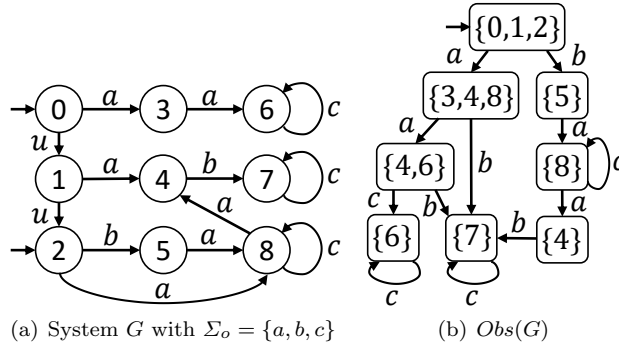 {0,1,2}
a
b
0
a
3
a
6
c
{3,4,8}
{5}
u
a
a
1
a
4
b
7
c
b
{4,6}
{8}
c
u
a
c
b
a
2
b
5
a
8
c
{6}
{7}
b
{4}
a
c
c
(a) System G with Σo = {a, b, c}
(b) Obs(G)